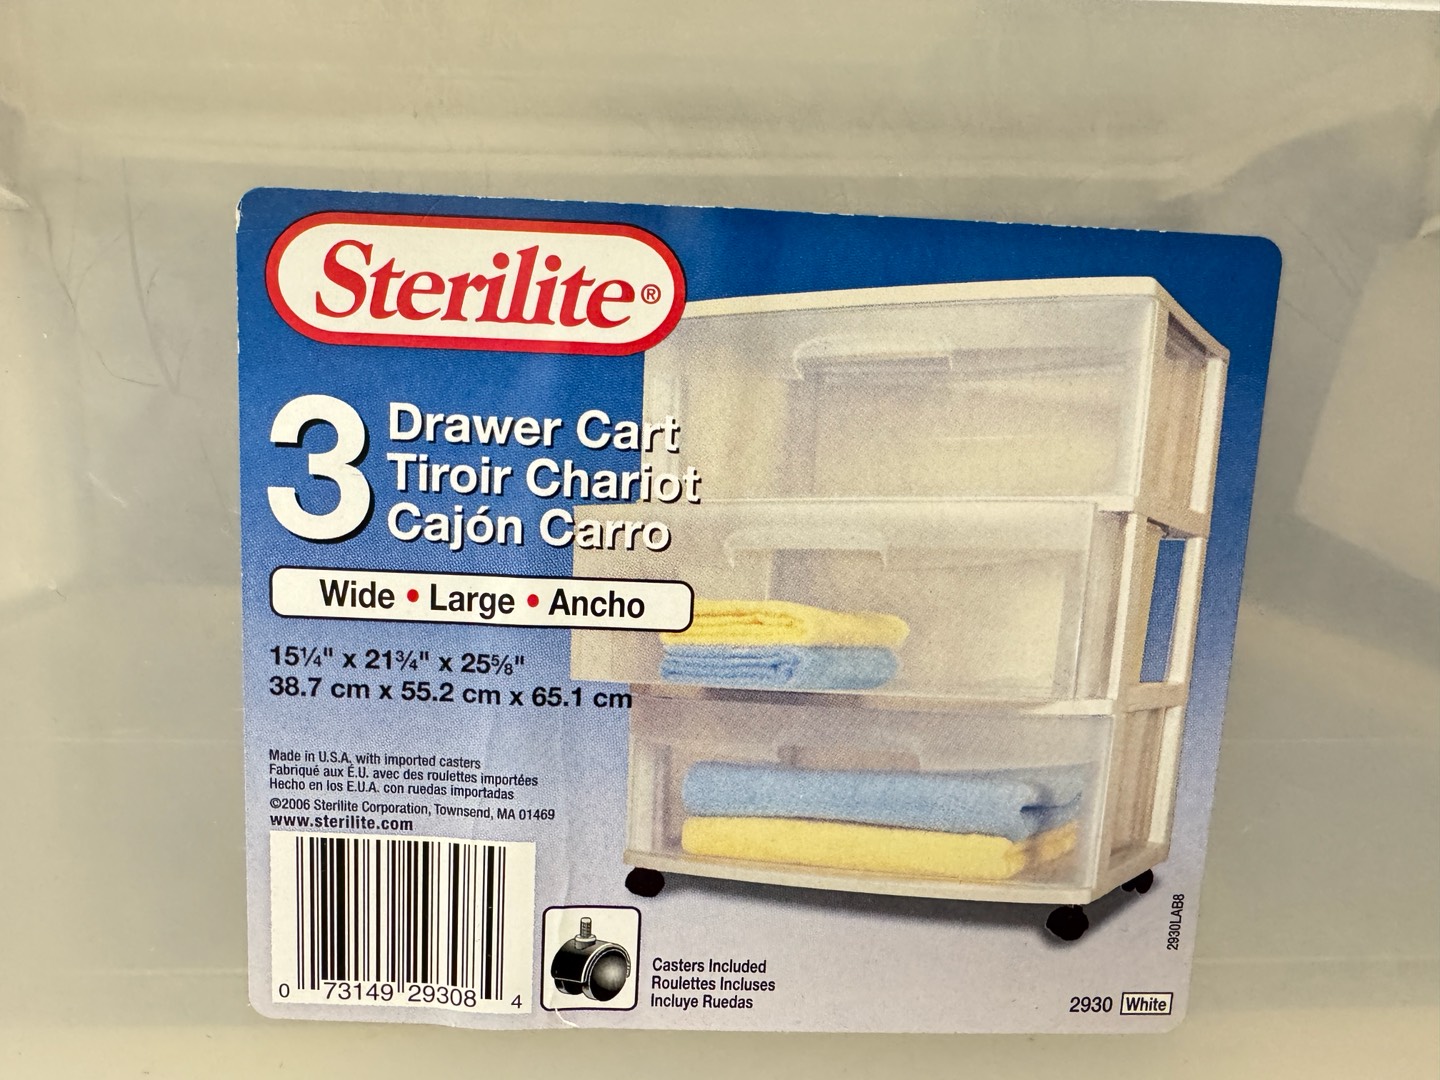 Sterilite®
3 Drawer Cart
Tiroir Chariot
Cajón Carro
Wide • Large • Ancho
15¼" x 21¾" x 25⅝"
38.7 cm x 55.2 cm x 65.1 cm
Made in U.S.A. with imported casters
Fabriqué aux É.U. avec des roulettes importées
Hecho en los E.U.A. con ruedas importadas
©2006 Sterilite Corporation, Townsend, MA 01469
www.sterilite.com
0 73149 29308 4
Casters Included
Roulettes Incluses
Incluye Ruedas
2930 White
2930LAB8